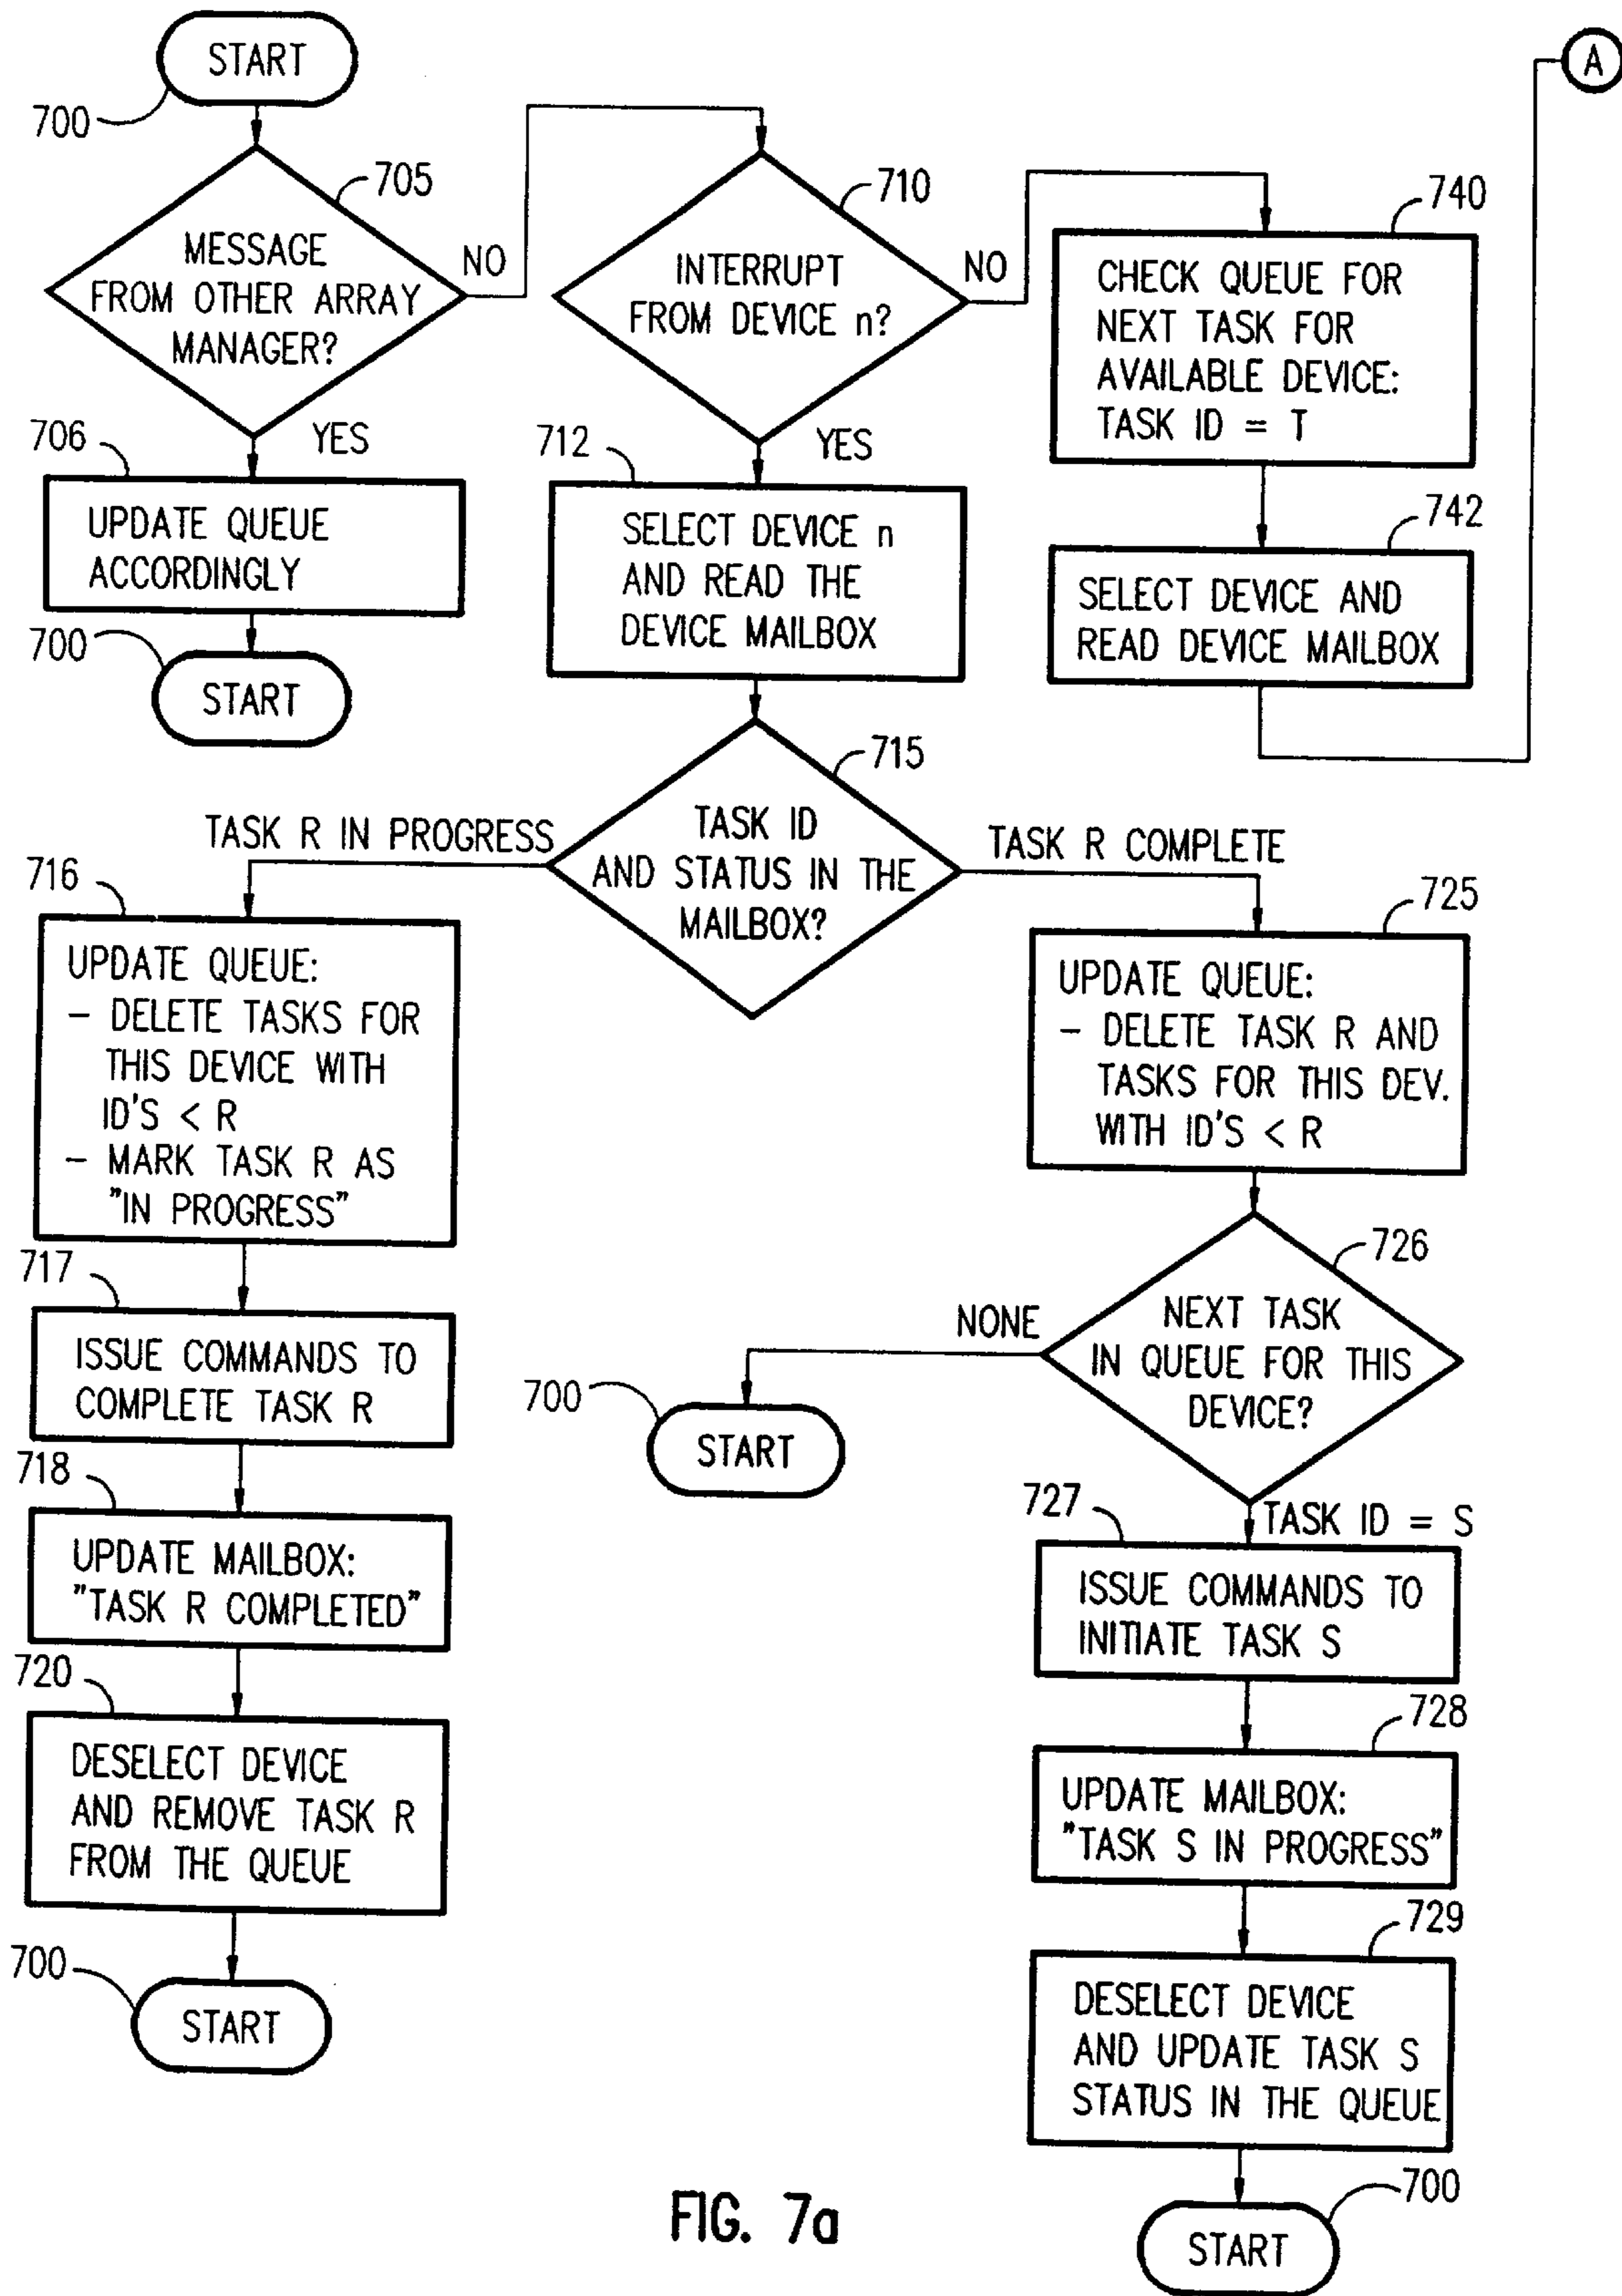 START
700
A
705
MESSAGE
FROM OTHER ARRAY
MANAGER?
NO
YES
706
UPDATE QUEUE
ACCORDINGLY
700
START
710
INTERRUPT
FROM DEVICE n?
NO
YES
712
SELECT DEVICE n
AND READ THE
DEVICE MAILBOX
740
CHECK QUEUE FOR
NEXT TASK FOR
AVAILABLE DEVICE:
TASK ID = T
742
SELECT DEVICE AND
READ DEVICE MAILBOX
715
TASK ID
AND STATUS IN THE
MAILBOX?
TASK R IN PROGRESS
TASK R COMPLETE
716
UPDATE QUEUE:
- DELETE TASKS FOR
THIS DEVICE WITH
ID'S < R
- MARK TASK R AS
"IN PROGRESS"
717
ISSUE COMMANDS TO
COMPLETE TASK R
718
UPDATE MAILBOX:
"TASK R COMPLETED"
720
DESELECT DEVICE
AND REMOVE TASK R
FROM THE QUEUE
700
START
725
UPDATE QUEUE:
- DELETE TASK R AND
TASKS FOR THIS DEV.
WITH ID'S < R
726
NEXT TASK
IN QUEUE FOR THIS
DEVICE?
NONE
700
START
TASK ID = S
727
ISSUE COMMANDS TO
INITIATE TASK S
728
UPDATE MAILBOX:
"TASK S IN PROGRESS"
729
DESELECT DEVICE
AND UPDATE TASK S
STATUS IN THE QUEUE
700
START
FIG. 7a